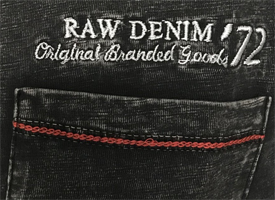 RAW DENIM '72
Original Branded Goods